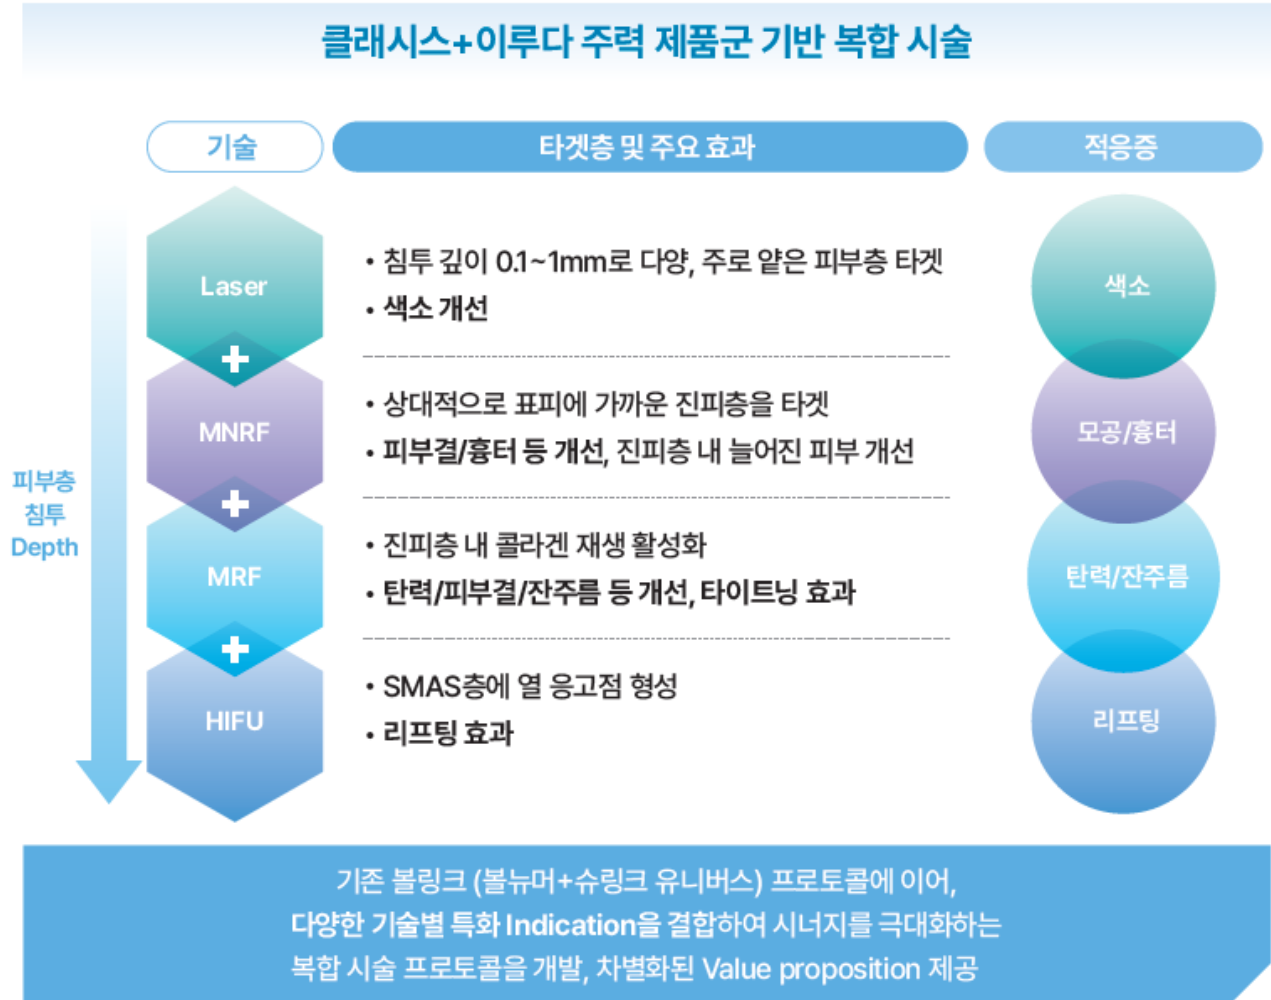 클래시스+이루다 주력 제품군 기반 복합 시술
기술
타겟층 및 주요 효과
적응증
피부층
침투
Depth
Laser
• 침투 깊이 0.1~1mm로 다양, 주로 얕은 피부층 타겟
• 색소 개선
색소
+
MNRF
• 상대적으로 표피에 가까운 진피층을 타겟
• 피부결/흉터 등 개선, 진피층 내 늘어진 피부 개선
모공/흉터
+
MRF
• 진피층 내 콜라겐 재생 활성화
• 탄력/피부결/잔주름 등 개선, 타이트닝 효과
탄력/잔주름
+
HIFU
• SMAS층에 열 응고점 형성
• 리프팅 효과
리프팅
기존 볼링크 (볼뉴머+슈링크 유니버스) 프로토콜에 이어,
다양한 기술별 특화 Indication을 결합하여 시너지를 극대화하는
복합 시술 프로토콜을 개발, 차별화된 Value proposition 제공